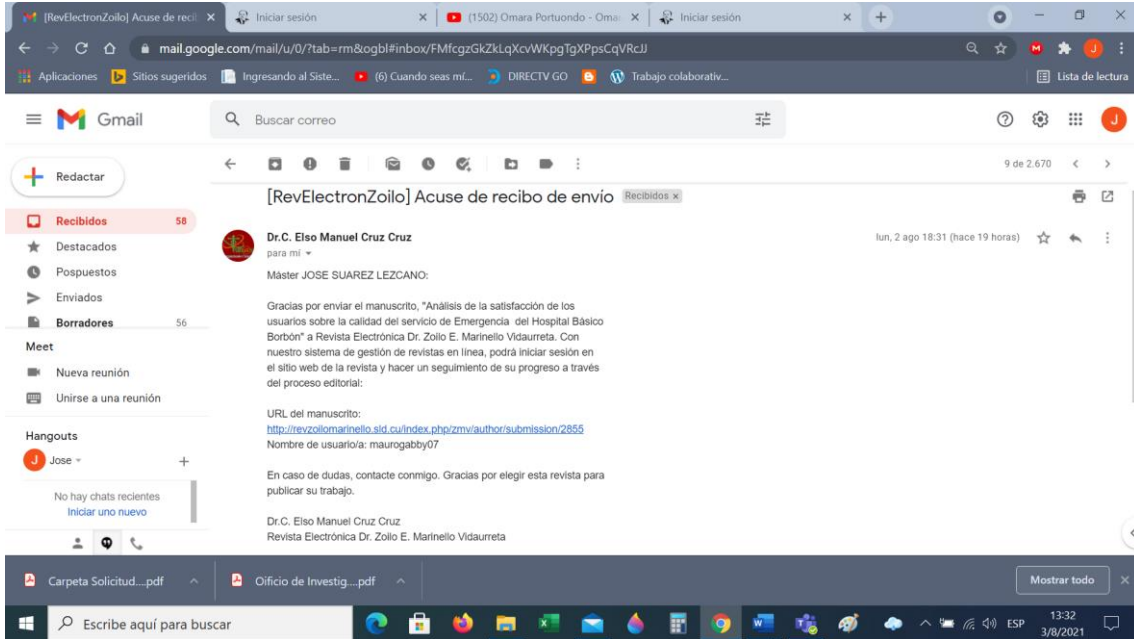 [RevElectronZoilo] Acuse de recib
Iniciar sesión
(1502) Omara Portuondo - Omar
Iniciar sesión
mail.google.com/mail/u/0/?tab=rm&ogbl#inbox/FMfcgzGkZkLqXcvWKpgTgXPpsCqVRcJJ
Aplicaciones
Sitios sugeridos
Ingresando al Siste...
(6) Cuando seas mí...
DIRECTV GO
Trabajo colaborativ...
Lista de lectura
Gmail
Buscar correo
J
Redactar
9 de 2.670
[RevElectronZoilo] Acuse de recibo de envío
Recibidos x
Recibidos 58
Destacados
Pospuestos
Enviados
Borradores 56
Dr.C. Elso Manuel Cruz Cruz
lun, 2 ago 18:31 (hace 19 horas)
para mí
Máster JOSE SUAREZ LEZCANO:
Gracias por enviar el manuscrito, "Análisis de la satisfacción de los
usuarios sobre la calidad del servicio de Emergencia del Hospital Básico
Borbón" a Revista Electrónica Dr. Zoilo E. Marinello Vidaurreta. Con
nuestro sistema de gestión de revistas en línea, podrá iniciar sesión en
el sitio web de la revista y hacer un seguimiento de su progreso a través
del proceso editorial:
URL del manuscrito:
http://revzoilomarinello.sld.cu/index.php/zmv/author/submission/2855
Nombre de usuario/a: maurogabby07
En caso de dudas, contacte conmigo. Gracias por elegir esta revista para
publicar su trabajo.
Dr.C. Elso Manuel Cruz Cruz
Revista Electrónica Dr. Zoilo E. Marinello Vidaurreta
Meet
Nueva reunión
Unirse a una reunión
Hangouts
J Jose
No hay chats recientes
Iniciar uno nuevo
Carpeta Solicitud....pdf
Oificio de Investig....pdf
Mostrar todo
Escribe aquí para buscar
ESP
13:32
3/8/2021